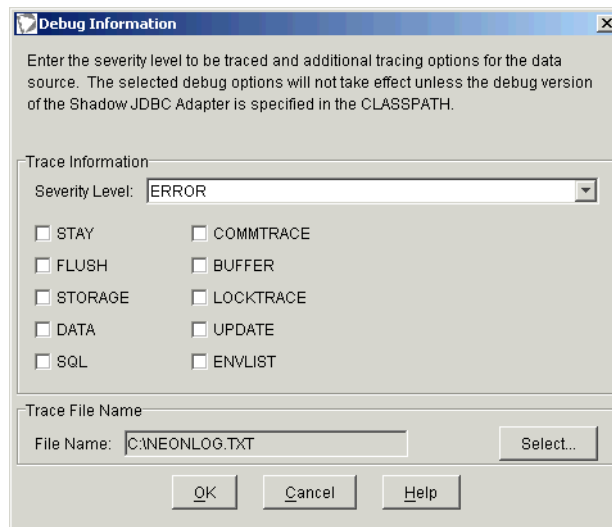 Debug Information
Enter the severity level to be traced and additional tracing options for the data
source. The selected debug options will not take effect unless the debug version
of the Shadow JDBC Adapter is specified in the CLASSPATH.
Trace Information
Severity Level: ERROR
STAY COMMTRACE
FLUSH BUFFER
STORAGE LOCKTRACE
DATA UPDATE
SQL ENVLIST
Trace File Name
File Name: C:\NEONLOG.TXT Select...
OK Cancel Help